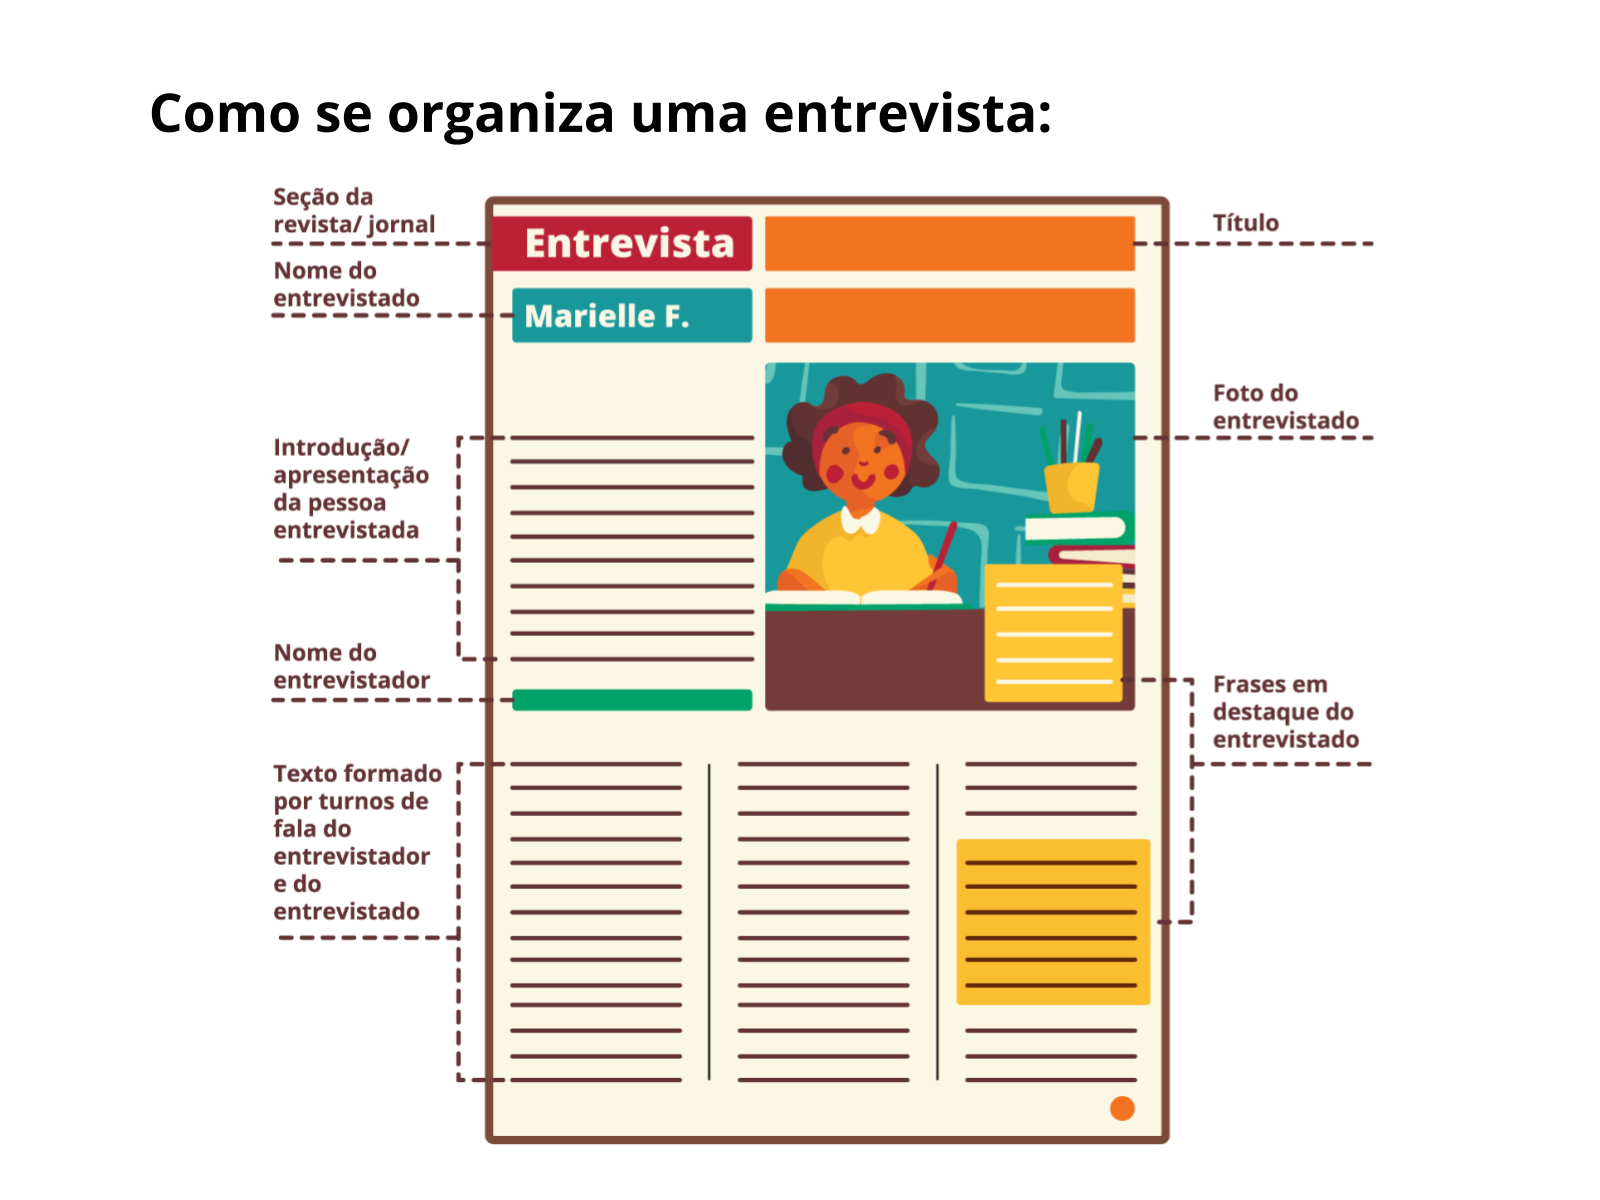 Como se organiza uma entrevista:
Seção da
revista/ jornal
Nome do
entrevistado
Introdução/
apresentação
da pessoa
entrevistada
Nome do
entrevistador
Texto formado
por turnos de
fala do
entrevistador
e do
entrevistado
Entrevista
Marielle F.
Título
Foto do
entrevistado
Frases em
destaque do
entrevistado